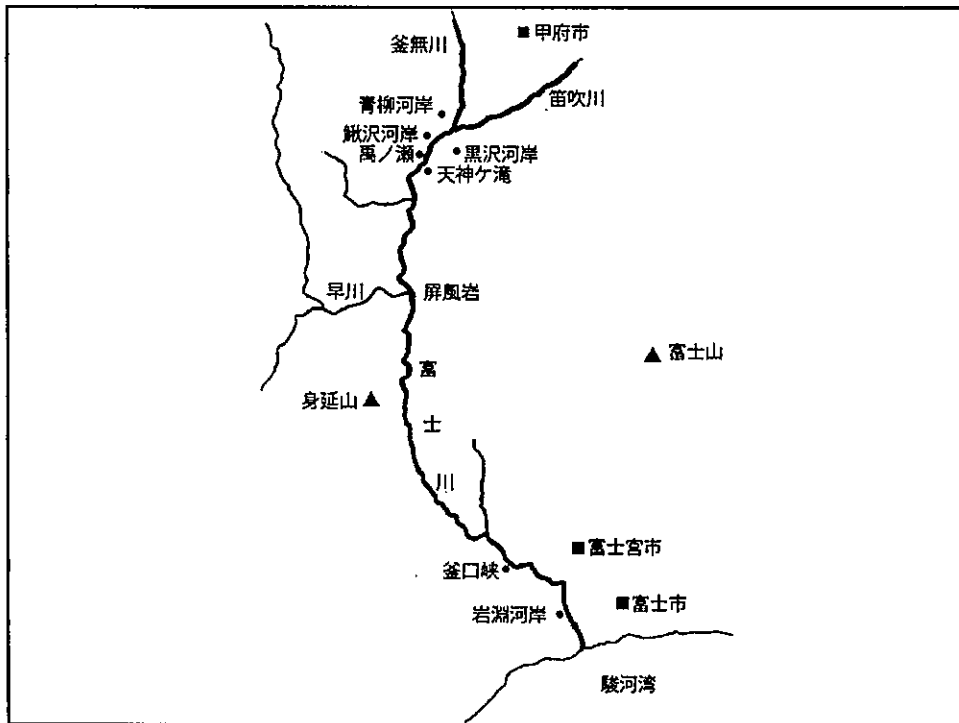 釜無川
甲府市
笛吹川
青柳河岸
鰍沢河岸
禹ノ瀬
黒沢河岸
天神ケ滝
早川
屏風岩
富士山
身延山
富士川
富士宮市
釜口峡
富士市
岩淵河岸
駿河湾